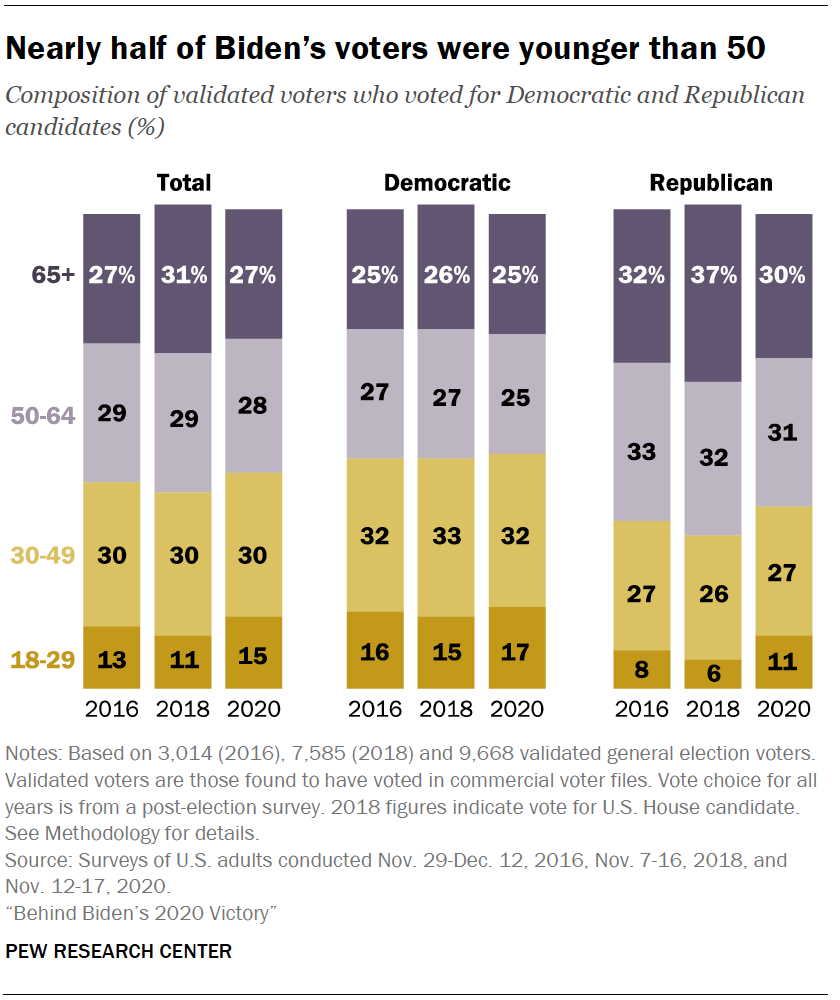 Nearly half of Biden’s voters were younger than 50
Composition of validated voters who voted for Democratic and Republican
candidates (%)
Total Democratic Republican
65+ 27% 31% 27% 25% 26% 25% 32% 37% 30%
50-64 29 29 28 27 27 25 33 32 31
30-49 30 30 30 32 33 32 27 26 27
18-29 13 11 15 16 15 17 8 6 11
2016 2018 2020 2016 2018 2020 2016 2018 2020
Notes: Based on 3,014 (2016), 7,585 (2018) and 9,668 validated general election voters.
Validated voters are those found to have voted in commercial voter files. Vote choice for all
years is from a post-election survey. 2018 figures indicate vote for U.S. House candidate.
See Methodology for details.
Source: Surveys of U.S. adults conducted Nov. 29-Dec. 12, 2016, Nov. 7-16, 2018, and
Nov. 12-17, 2020.
“Behind Biden’s 2020 Victory”
PEW RESEARCH CENTER